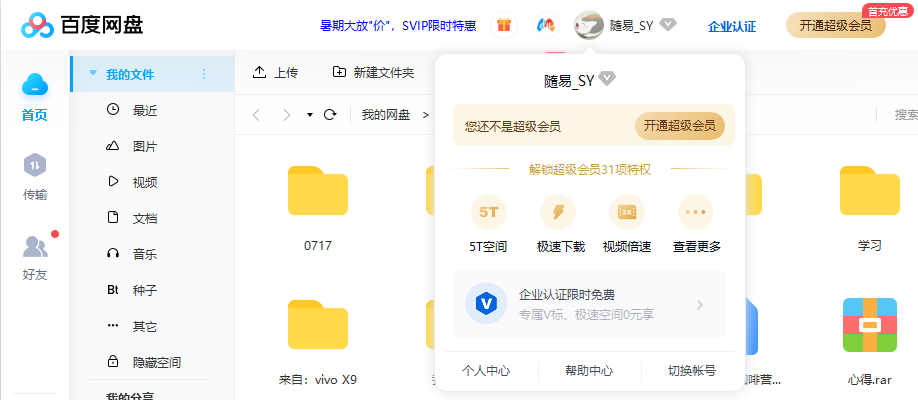 百度网盘
暑期大放"价"，SVIP限时特惠
随易_SY
企业认证
开通超级会员
首充优惠
首页
传输
好友
我的文件
最近
图片
视频
文档
音乐
Bt 种子
其它
隐藏空间
我的分享
上传
新建文件夹
我的网盘 >
搜索
随易_SY
您还不是超级会员
开通超级会员
解锁超级会员31项特权
5T
2X
5T空间
极速下载
视频倍速
查看更多
企业认证限时免费
专属V标、极速空间0元享
个人中心
帮助中心
切换帐号
0717
学习
来自：vivo X9
啡营...
心得.rar